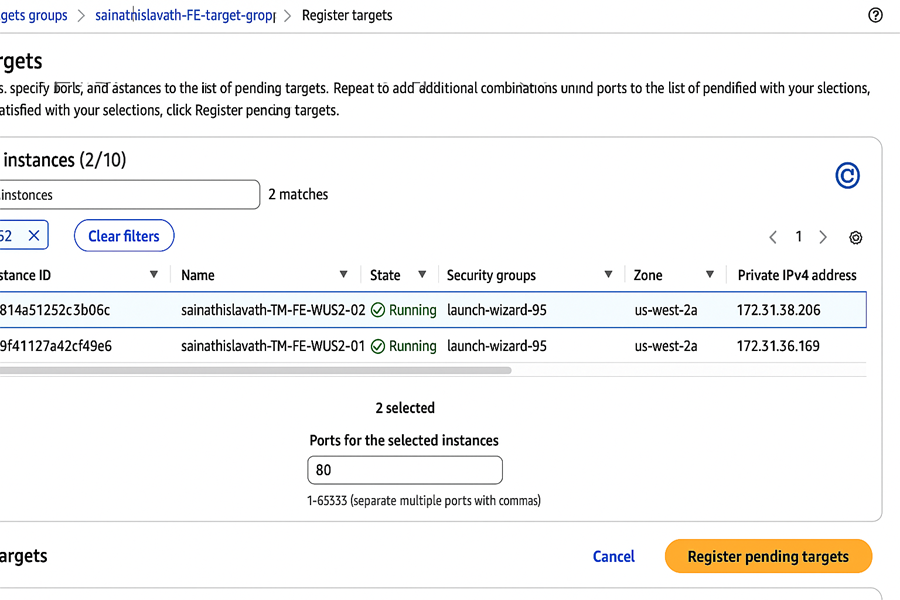 gets groups > sainathislavath-FE-target-grop > Register targets
rgets
s. specify borls, and astances to the list of pending targets. Repeat to add additional combinations unınd ports to the list of pendified with your slections,
atisfied with your selections, click Register pencing targets.
instances (2/10)
.instonces 2 matches
52 Clear filters 1
stance ID Name State Security groups Zone Private IPv4 address
814a51252c3b06c sainathislavath-TM-FE-WUS2-02 Running launch-wizard-95 us-west-2a 172.31.38.206
9f41127a42cf49e6 sainathislavath-TM-FE-WUS2-01 Running launch-wizard-95 us-west-2a 172.31.36.169
2 selected
Ports for the selected instances
80
1-65333 (separate multiple ports with commas)
argets Cancel Register pending targets